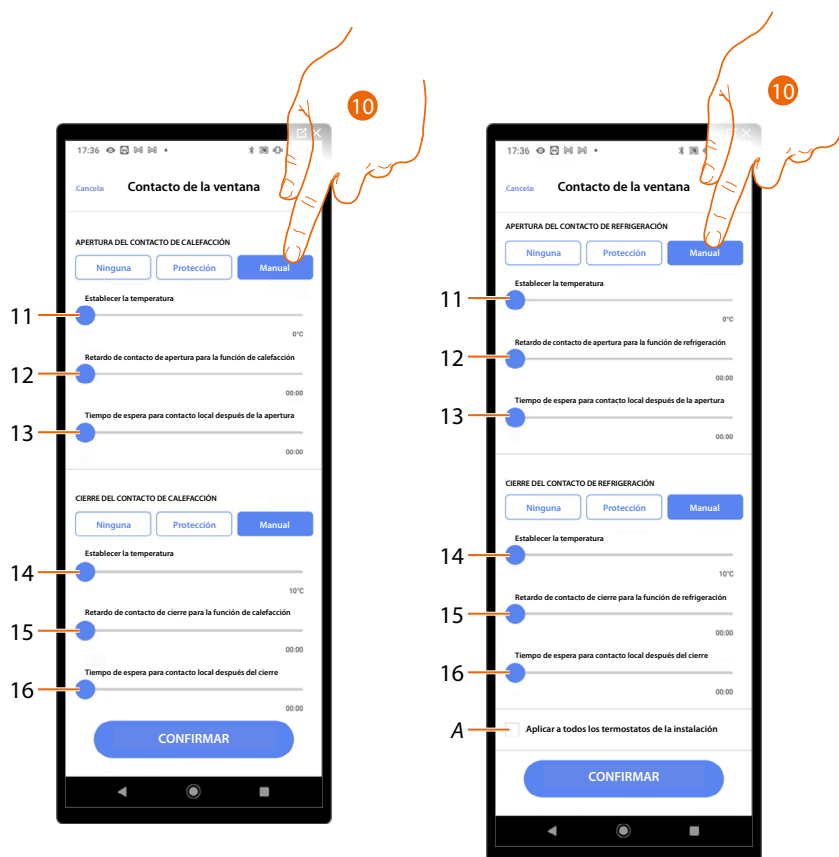 10
17:36
Cancelar
Contacto de la ventana
APERTURA DEL CONTACTO DE CALEFACCIÓN
Ninguna
Protección
Manual
11
Establecer la temperatura
0°C
12
Retardo de contacto de apertura para la función de calefacción
00:00
13
Tiempo de espera para contacto local después de la apertura
00:00
CIERRE DEL CONTACTO DE CALEFACCIÓN
Ninguna
Protección
Manual
14
Establecer la temperatura
10°C
15
Retardo de contacto de cierre para la función de calefacción
00:00
16
Tiempo de espera para contacto local después del cierre
00:00
CONFIRMAR
10
17:36
Cancelar
Contacto de la ventana
APERTURA DEL CONTACTO DE REFRIGERACIÓN
Ninguna
Protección
Manual
11
Establecer la temperatura
0°C
12
Retardo de contacto de apertura para la función de refrigeración
00:00
13
Tiempo de espera para contacto local después de la apertura
00:00
CIERRE DEL CONTACTO DE REFRIGERACIÓN
Ninguna
Protección
Manual
14
Establecer la temperatura
10°C
15
Retardo de contacto de cierre para la función de refrigeración
00:00
16
Tiempo de espera para contacto local después del cierre
00:00
A
Aplicar a todos los termostatos de la instalación
CONFIRMAR